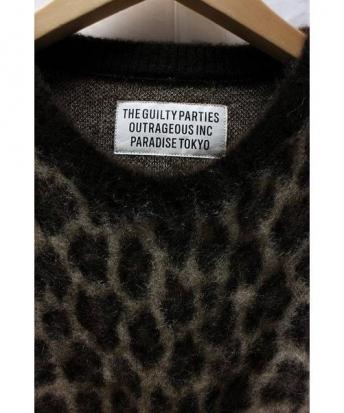 THE GUILTY PARTIES
OUTRAGEOUS INC
PARADISE TOKYO